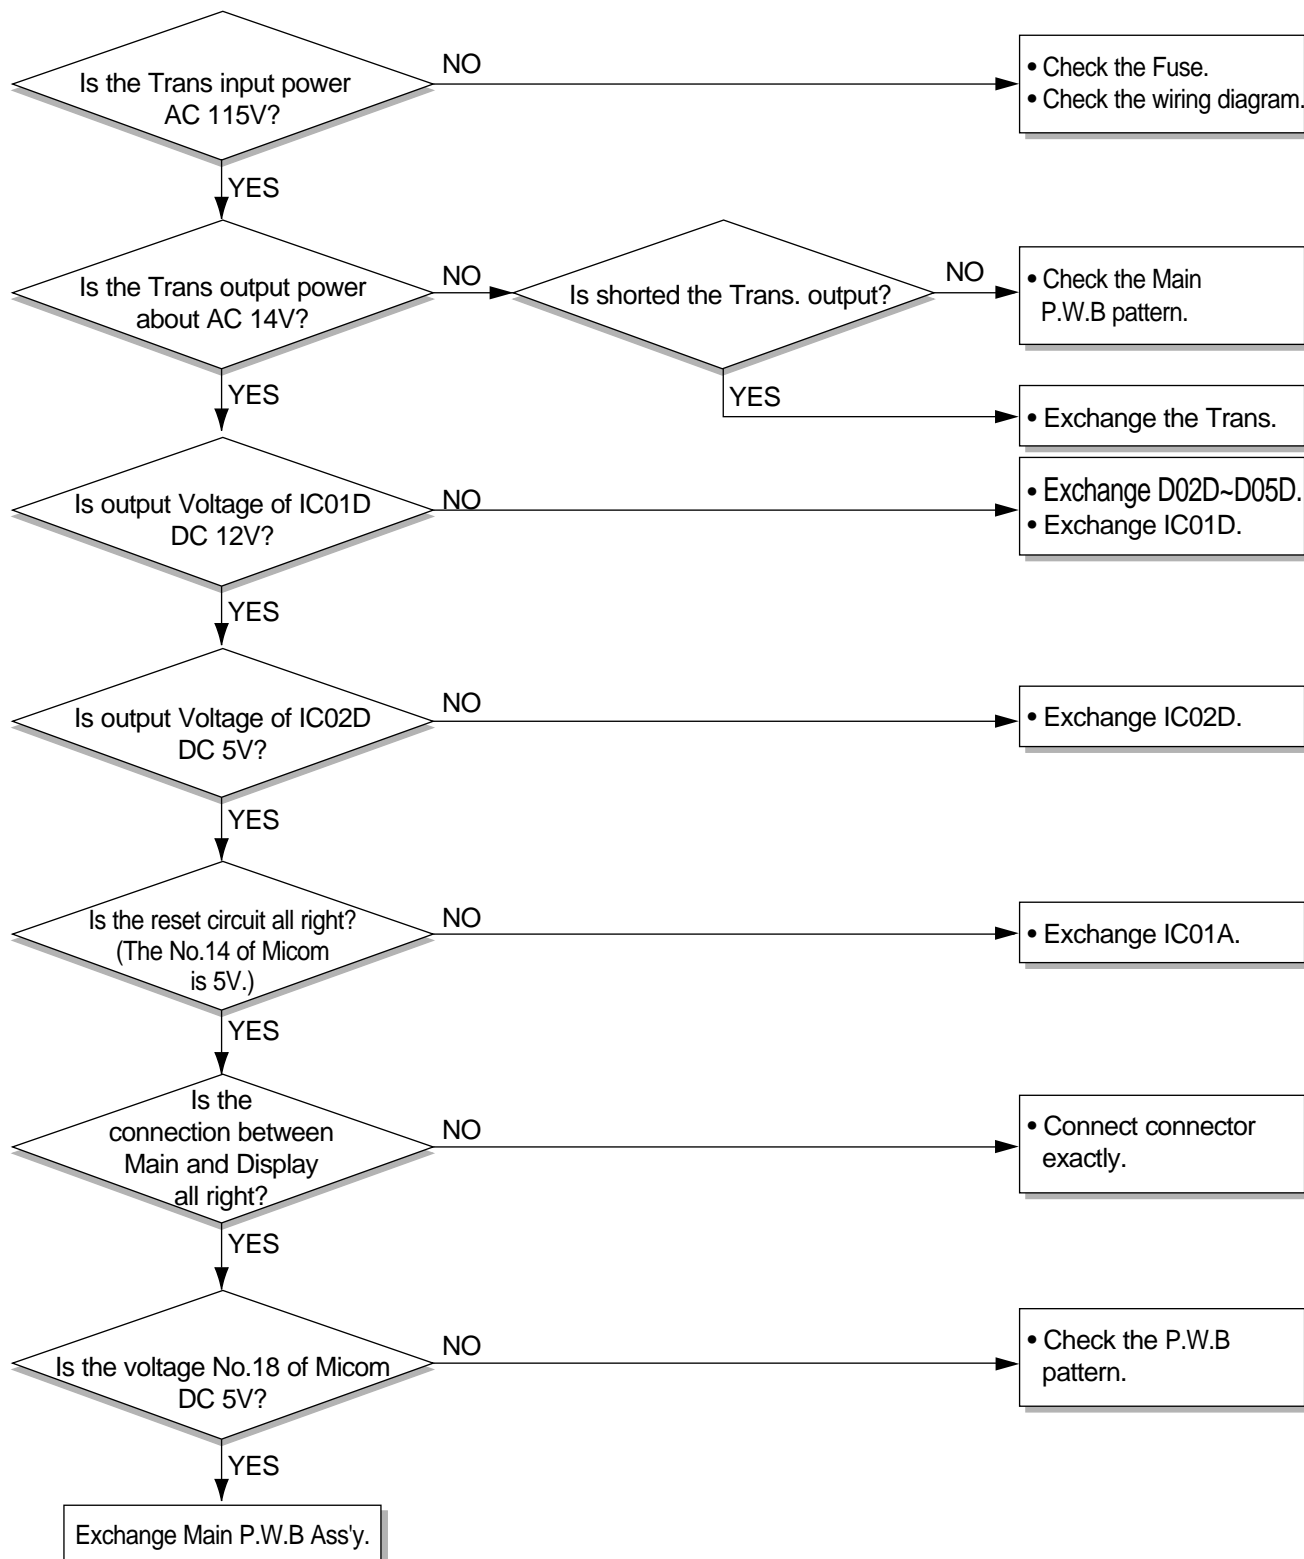 Is the Trans input power
AC 115V?
NO
• Check the Fuse.
• Check the wiring diagram.
YES
Is the Trans output power
about AC 14V?
NO
Is shorted the Trans. output?
NO
• Check the Main
P.W.B pattern.
YES
YES
• Exchange the Trans.
Is output Voltage of IC01D
DC 12V?
NO
• Exchange D02D~D05D.
• Exchange IC01D.
YES
Is output Voltage of IC02D
DC 5V?
NO
• Exchange IC02D.
YES
Is the reset circuit all right?
(The No.14 of Micom
is 5V.)
NO
• Exchange IC01A.
YES
Is the
connection between
Main and Display
all right?
NO
• Connect connector
exactly.
YES
Is the voltage No.18 of Micom
DC 5V?
NO
• Check the P.W.B
pattern.
YES
Exchange Main P.W.B Ass'y.